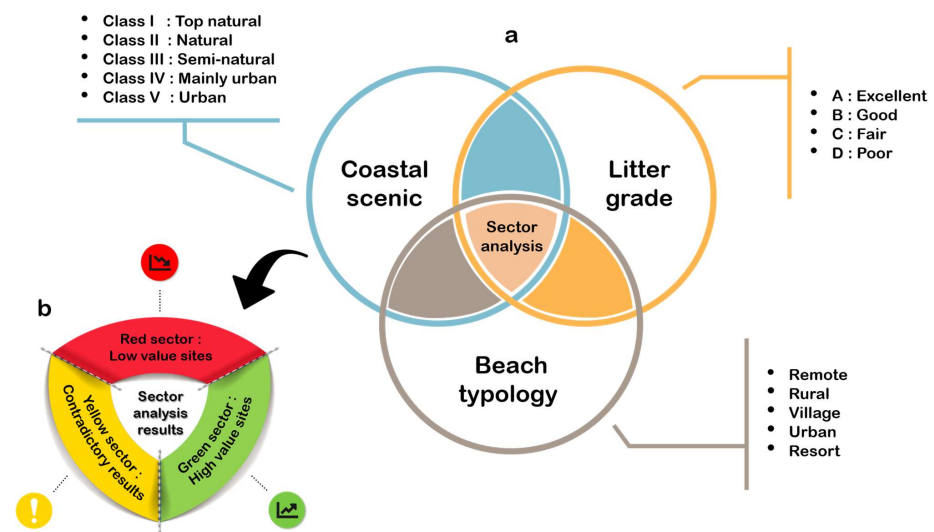 • Class I : Top natural
• Class II : Natural
• Class III : Semi-natural
• Class IV : Mainly urban
• Class V : Urban
a
• A : Excellent
• B : Good
• C : Fair
• D : Poor
Coastal
scenic
Litter
grade
Sector
analysis
Beach
typology
• Remote
• Rural
• Village
• Urban
• Resort
b
Red sector :
Low value sites
Yellow sector :
Contradictory results
Sector
analysis
results
Green sector :
High value sites
!